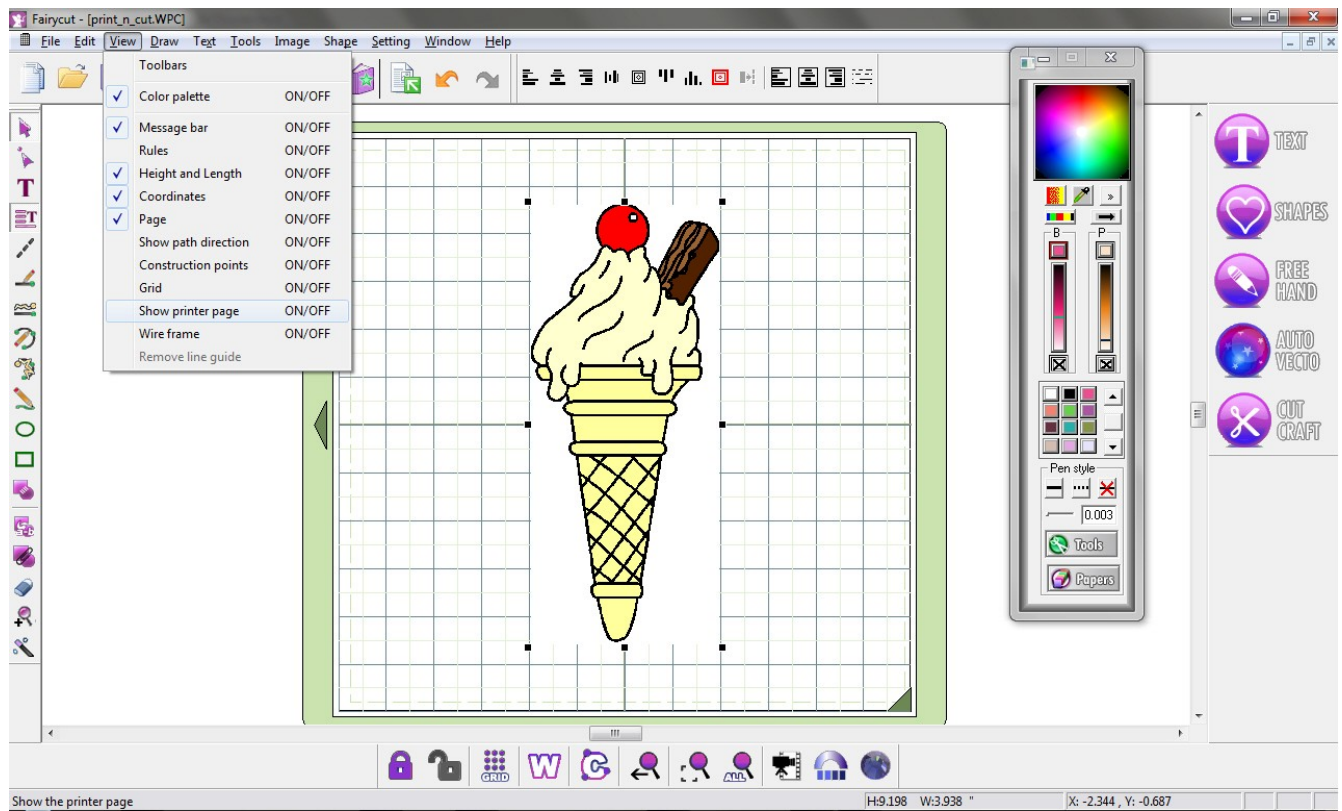 Fairycut - [print_n_cut.WPC]
File Edit View Draw Text Tools Image Shape Setting Window Help
Toolbars
Color palette ON/OFF
Message bar ON/OFF
Rules ON/OFF
Height and Length ON/OFF
Coordinates ON/OFF
Page ON/OFF
Show path direction ON/OFF
Construction points ON/OFF
Grid ON/OFF
Show printer page ON/OFF
Wire frame ON/OFF
Remove line guide
T
T
B P
Pen style
0.003
Tools
Papers
T TEXT
SHAPES
FREE
HAND
AUTO
VECTO
CUT
CRAFT
GRID
W
C
ALL
Show the printer page H:9.198 W:3.938 " X: -2.344 , Y: -0.687